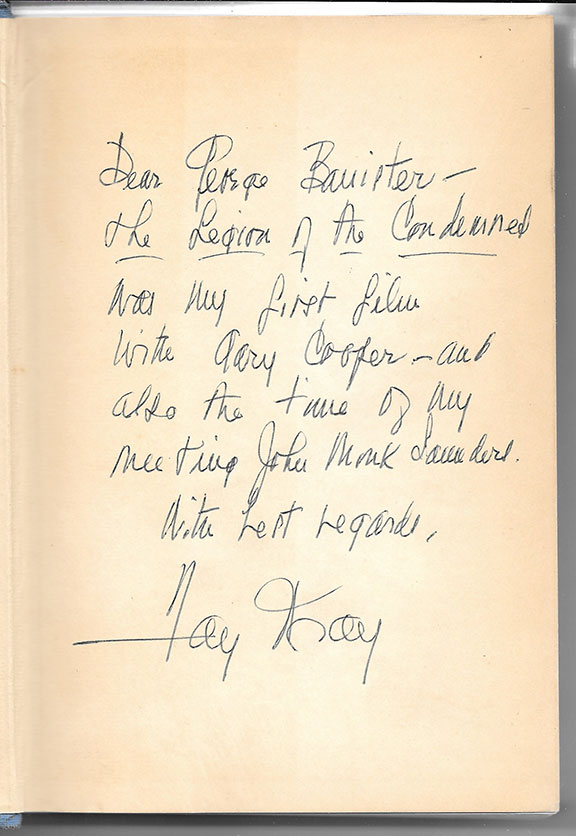 Dear George Banister —
The Legion of the Condemned
was my first film
with Gary Cooper — and
also the time of my
meeting John Monk Saunders.
With best regards,
Fay Wray